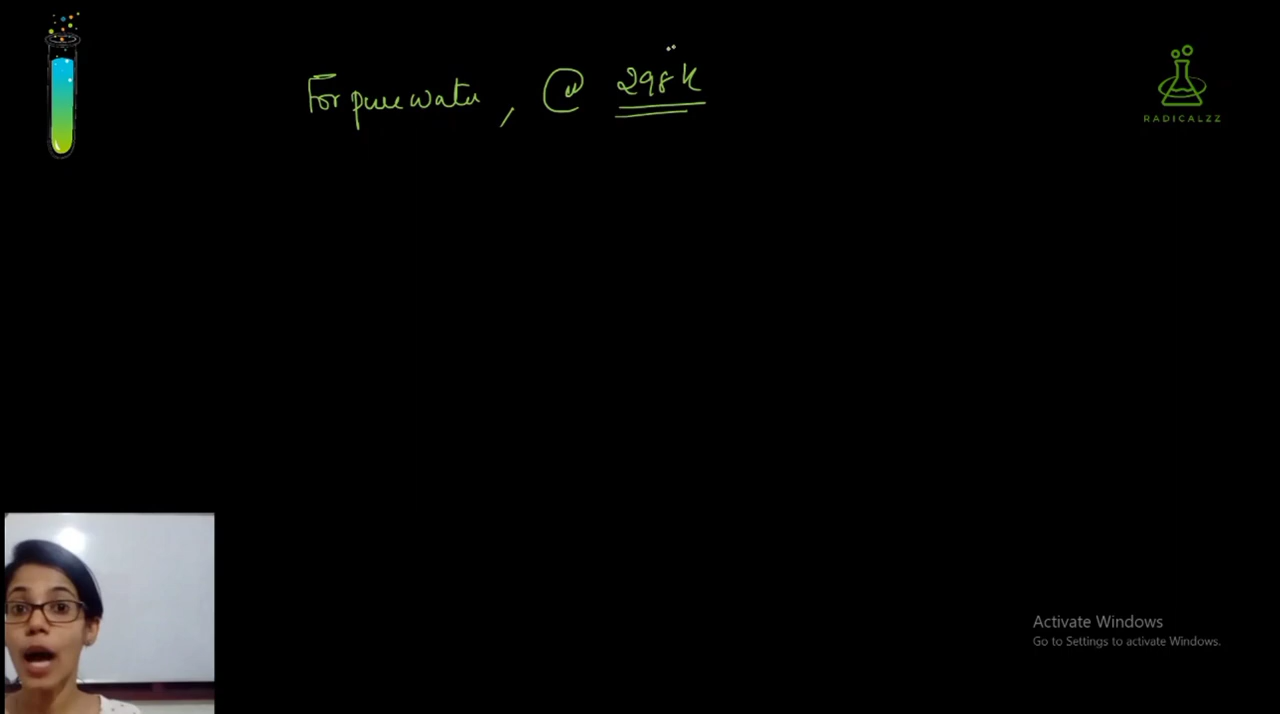 For pure water, @ 298K
RADICALZZ
Activate Windows
Go to Settings to activate Windows.